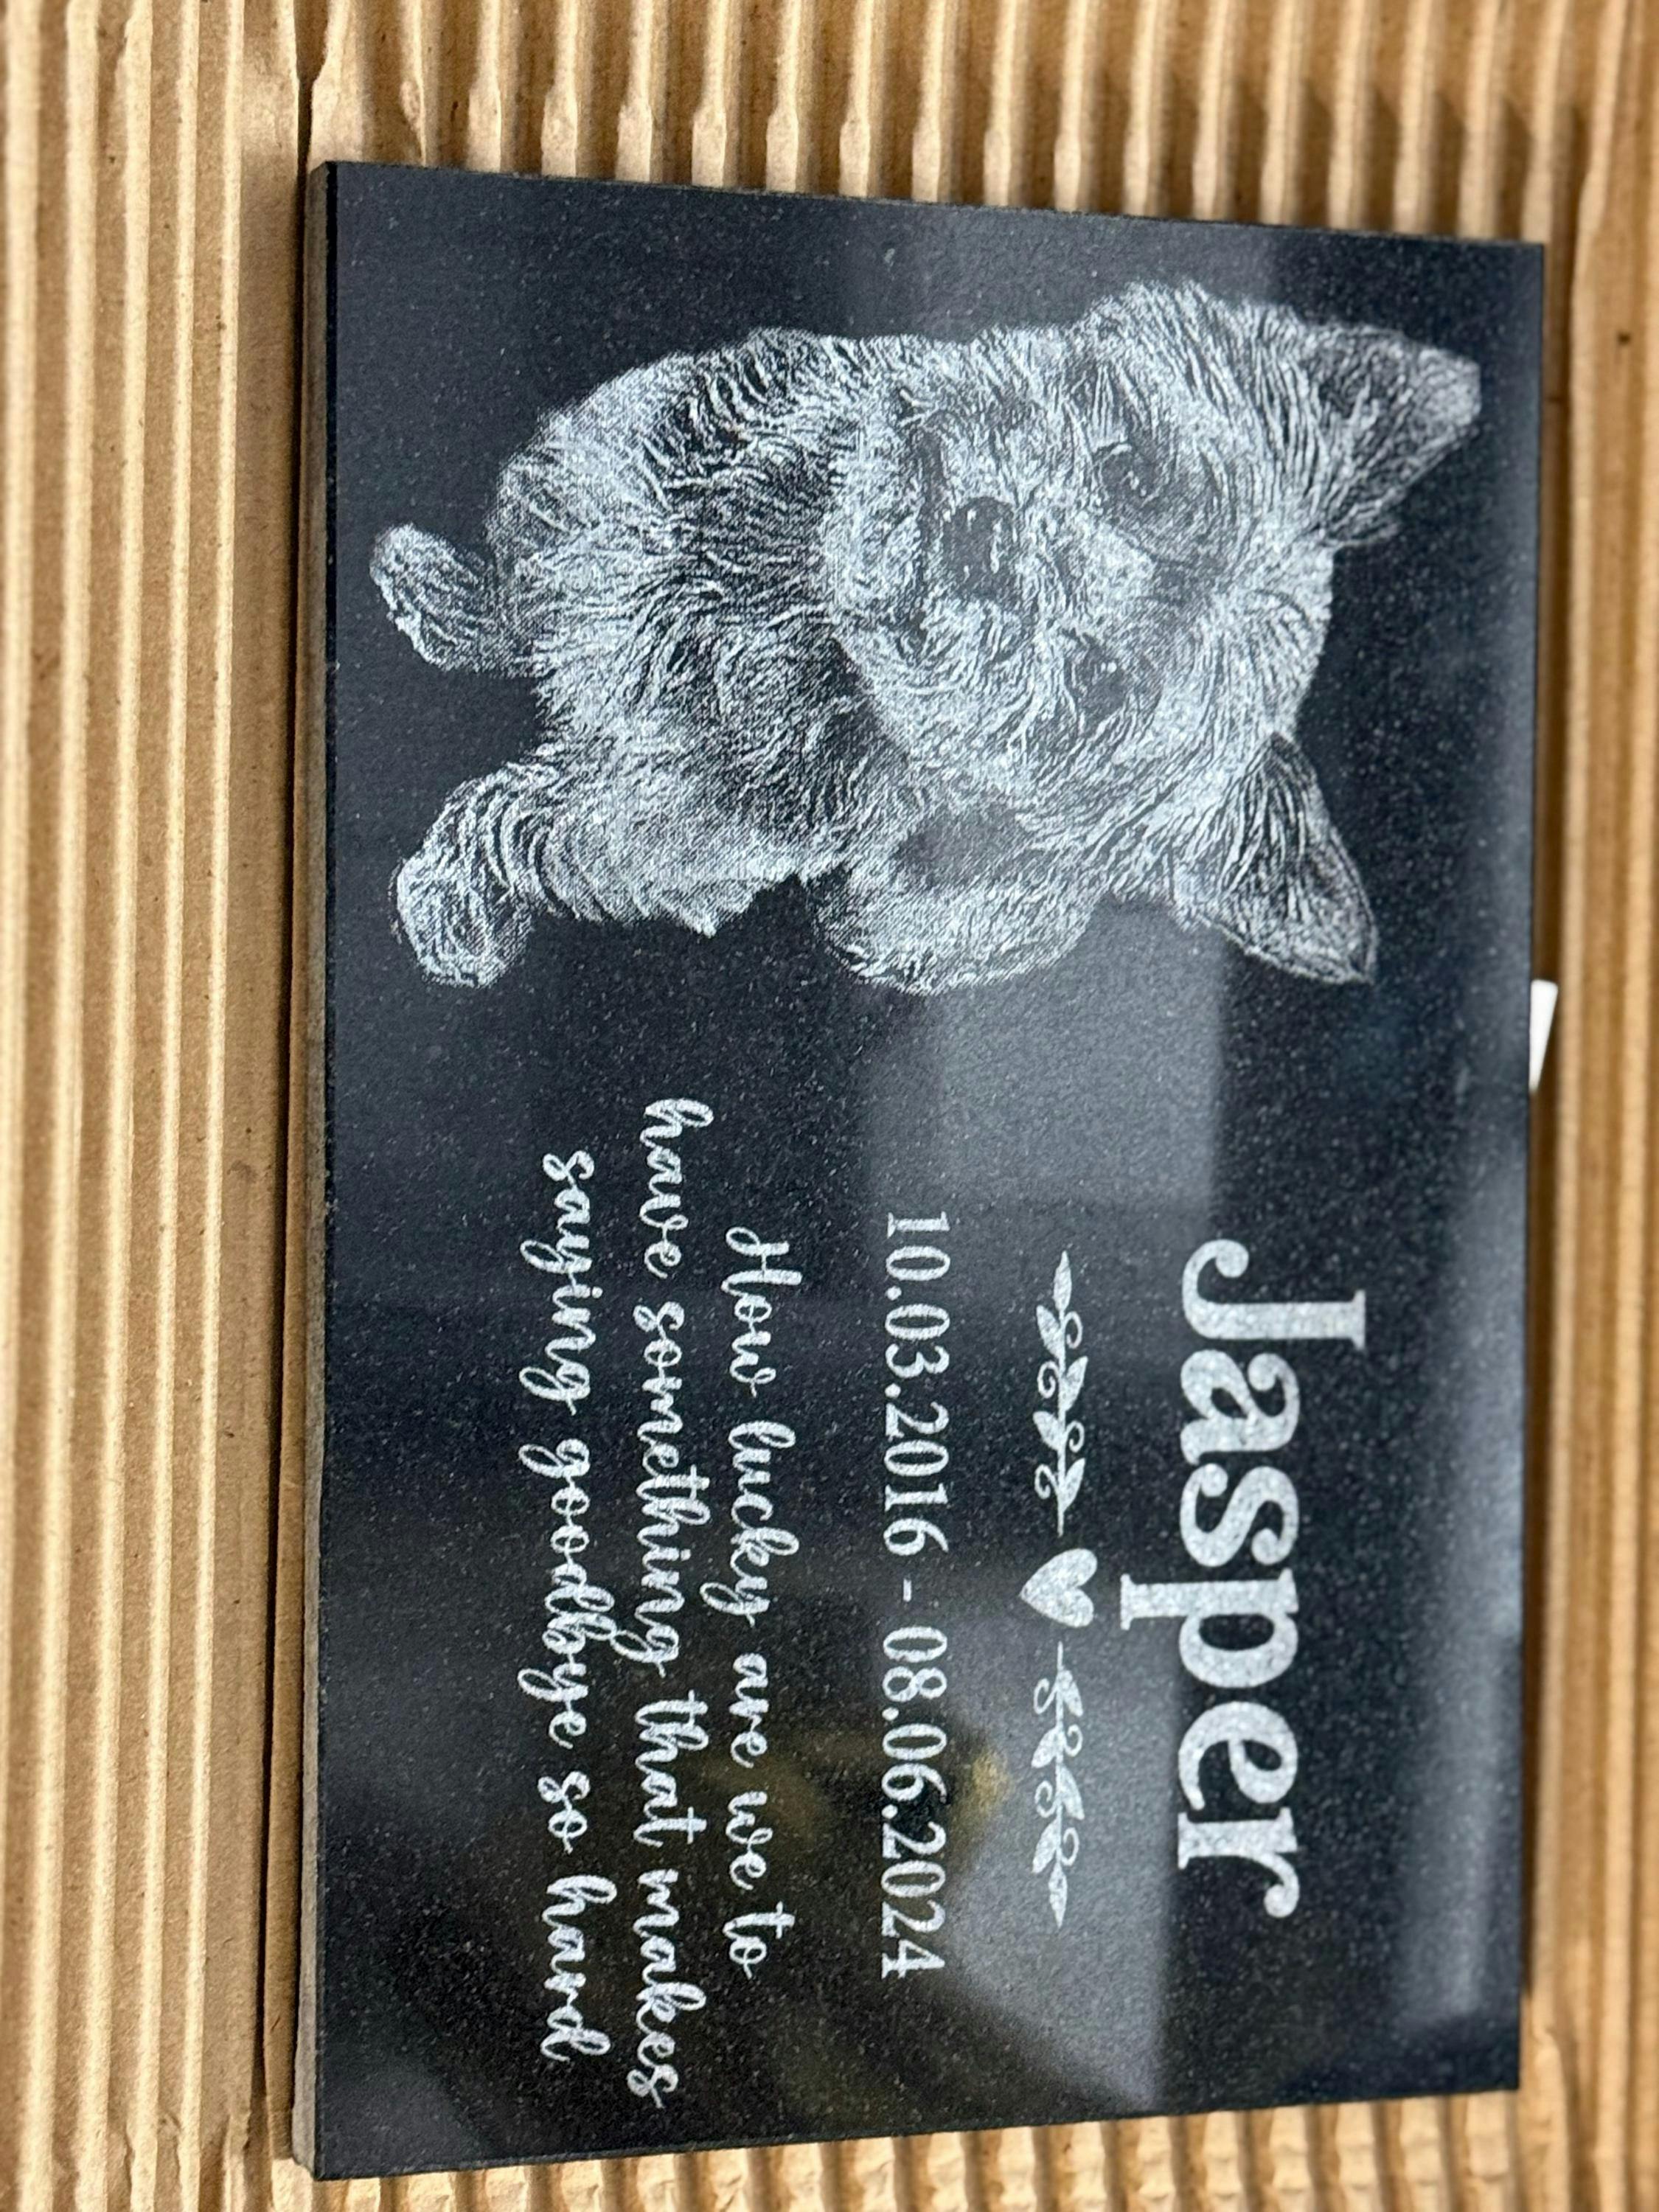 Jasper
10.03.2016 - 08.06.2024
How lucky are we to
have something that makes
saying goodbye so hard